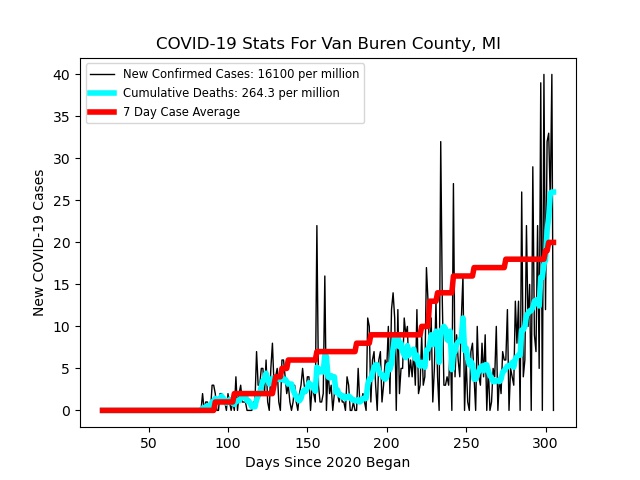 COVID-19 Stats For Van Buren County, MI
New Confirmed Cases: 16100 per million
Cumulative Deaths: 264.3 per million
7 Day Case Average
New COVID-19 Cases
40
35
30
25
20
15
10
5
0
50 100 150 200 250 300
Days Since 2020 Began